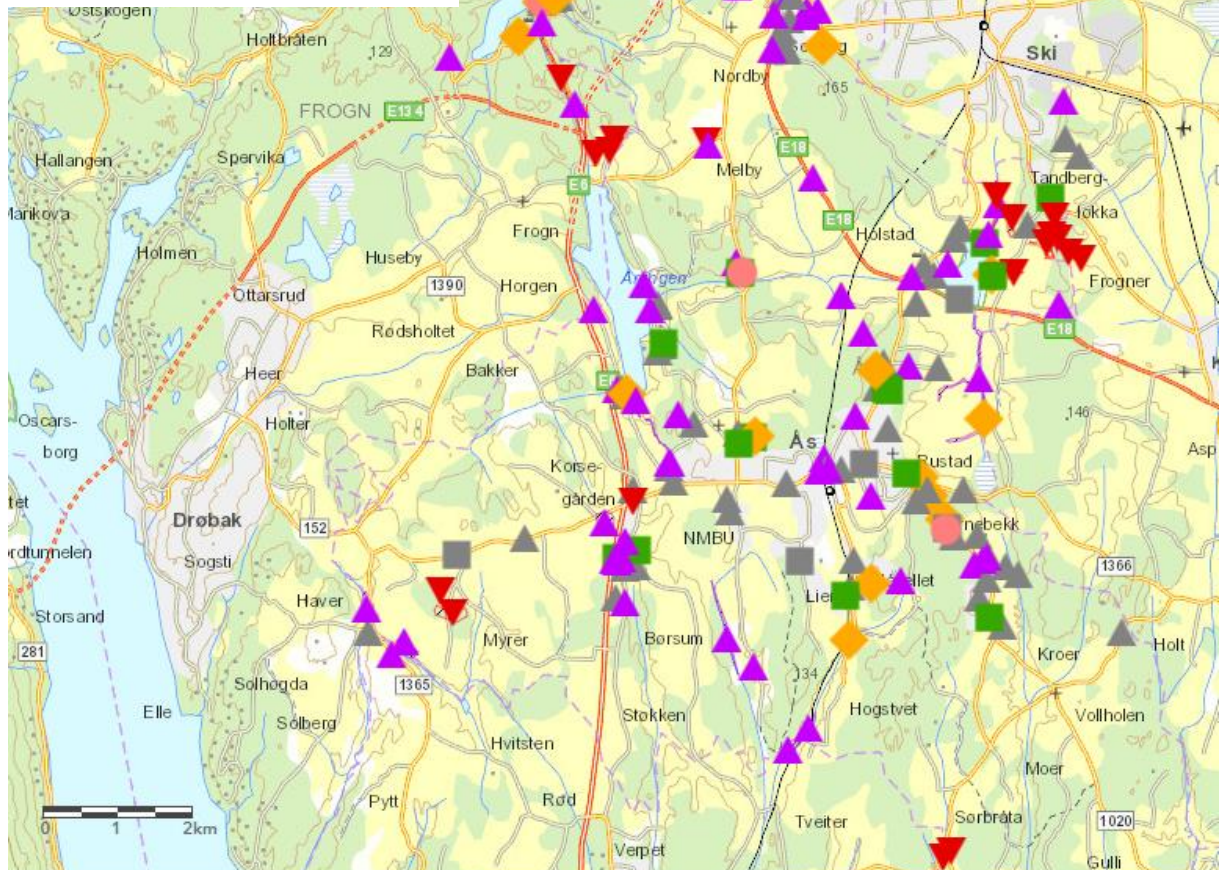 Østskogen
Holtbråten
129
Ski
Nordby
165
FROGN
E134
E18
Hallangen
Spervika
Melby
Tandberg-
løkka
E6
Marikova
Holmen
Frogn
E18
Holstad
Huseby
Årungen
Frogner
Ottarsrud
1390
Horgen
Rødsholtet
E18
Heer
Bakker
146
Oscars-
borg
Holter
Ås
Asp
Korse-
gården
Rustad
Drøbak
152
NMBU
Sogsti
1366
Haver
Storsand
Myrer
Børsum
Holt
281
Kroer
134
1365
Solhøgda
Elle
Solberg
Støkken
Hogstvet
Vollholen
Hvitsten
Moer
0 1 2km
Pytt
Rød
Sørbråta
1020
Tveiter
Verpet
Gulli